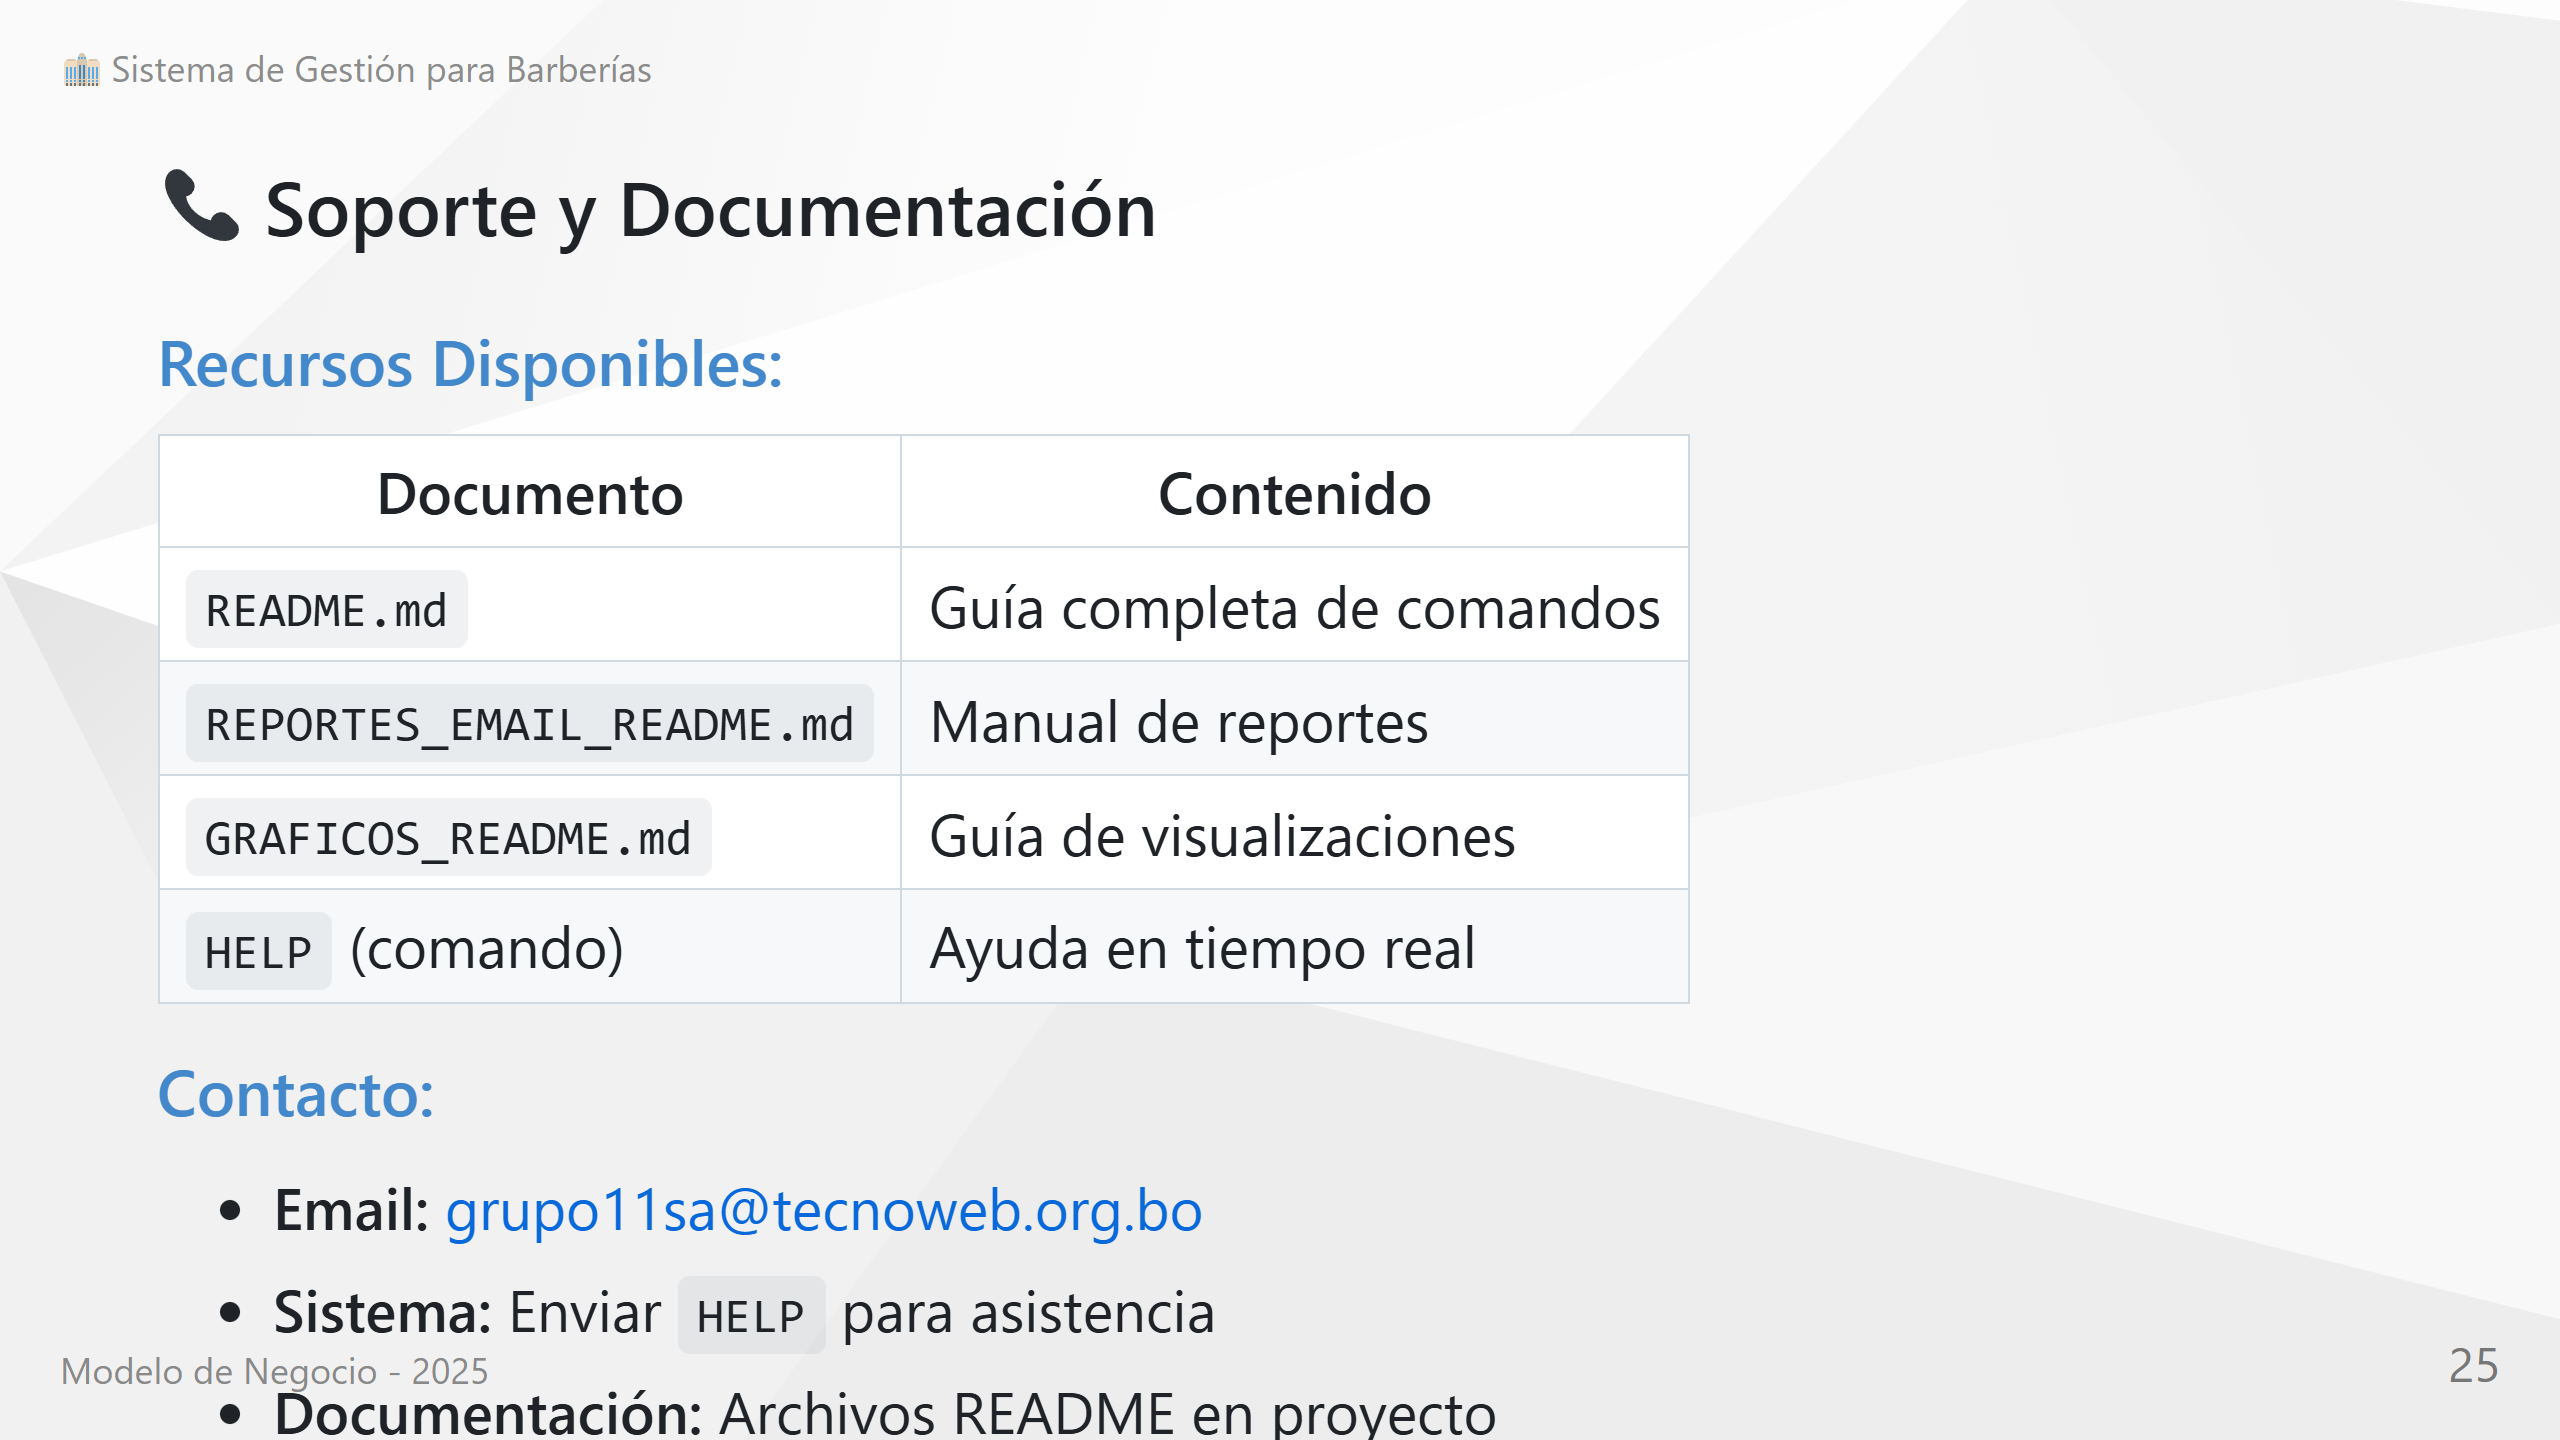 Sistema de Gestión para Barberías
Soporte y Documentación
Recursos Disponibles:
Documento Contenido
README.md Guía completa de comandos
REPORTES_EMAIL_README.md Manual de reportes
GRAFICOS_README.md Guía de visualizaciones
HELP (comando) Ayuda en tiempo real
Contacto:
• Email: grupo11sa@tecnoweb.org.bo
• Sistema: Enviar HELP para asistencia
Modelo de Negocio - 2025 25
• Documentación: Archivos README en proyecto